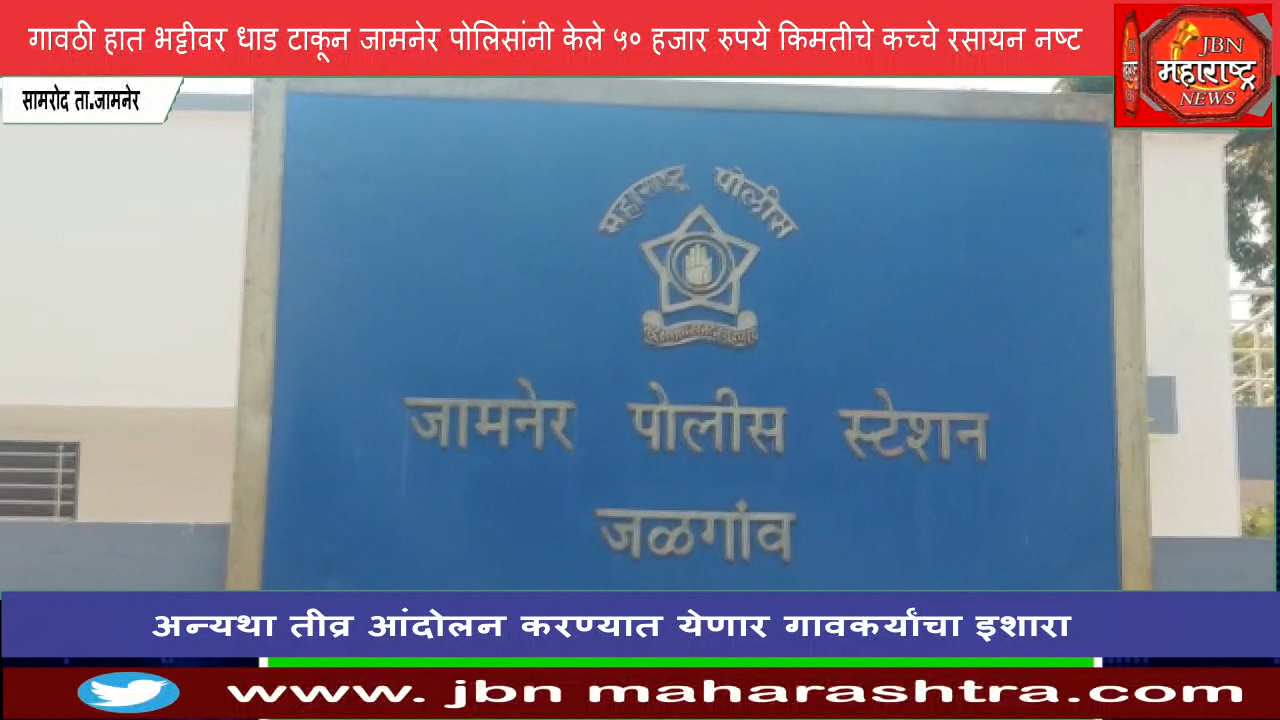 गावठी हात भट्टीवर धाड टाकून जामनेर पोलिसांनी केले ५० हजार रुपये किमतीचे कच्चे रसायन नष्ट
JBN
महाराष्ट्र
NEWS
सामरोद ता.जामनेर
महाराष्ट्र पोलीस
जामनेर पोलीस स्टेशन
जळगांव
अन्यथा तीव्र आंदोलन करण्यात येणार गावकर्यांचा इशारा
www. jbn maharashtra.com